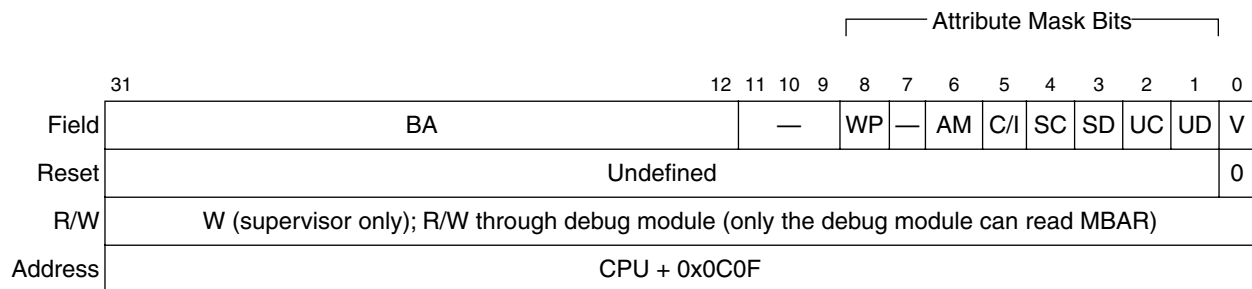 Attribute Mask Bits
31 12 11 10 9 8 7 6 5 4 3 2 1 0
Field BA — WP — AM C/I SC SD UC UD V
Reset Undefined 0
R/W W (supervisor only); R/W through debug module (only the debug module can read MBAR)
Address CPU + 0x0C0F